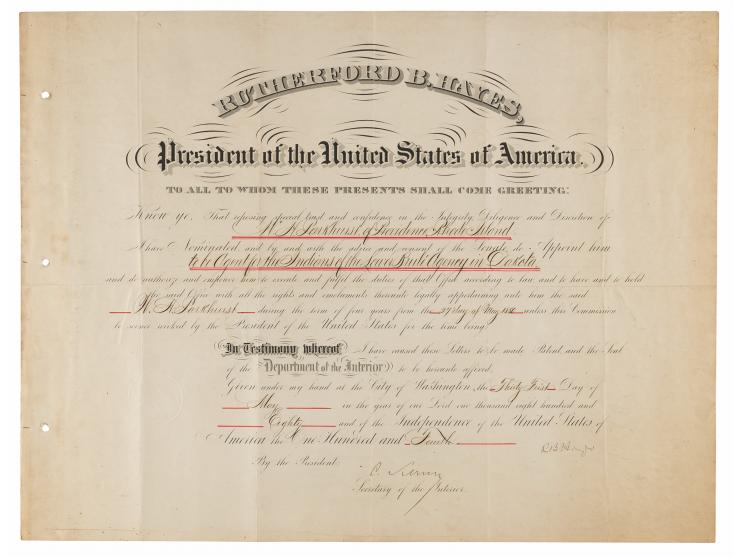 RUTHERFORD B. HAYES,
President of the United States of America.
TO ALL TO WHOM THESE PRESENTS SHALL COME GREETING:
Know ye, That reposing special trust and confidence in the Integrity, Diligence and Discretion of
W. H. Parkhurst of Providence Rhode Island
I have Nominated and by and with the advice and consent of the Senate do Appoint him
to be Agent for the Indians of the Lower Brulé Agency in Dakota
and do authorize and empower him to execute and fulfil the duties of that Office according to law, and to have and to hold
the said Office with all the rights and emoluments thereunto legally appertaining unto him the said
W. H. Parkhurst during the term of four years from the 27 day of May 1880 unless this Commission
be sooner revoked by the President of the United States for the time being.
In Testimony whereof I have caused these Letters to be made Patent, and the Seal
of the Department of the Interior to be hereunto affixed.
Given under my hand at the City of Washington, the Thirty First Day of
May in the year of our Lord one thousand eight hundred and
Eighty and of the Independence of the United States of
America the One Hundred and Fourth
By the President:
Secretary of the Interior.